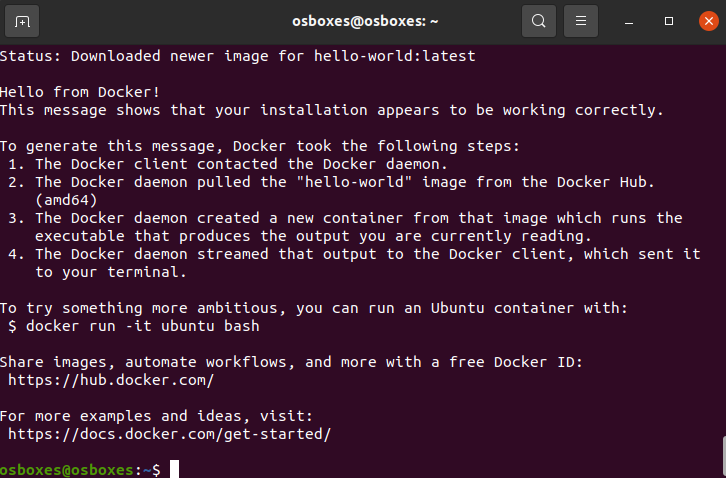 osboxes@osboxes: ~
Status: Downloaded newer image for hello-world:latest
Hello from Docker!
This message shows that your installation appears to be working correctly.
To generate this message, Docker took the following steps:
1. The Docker client contacted the Docker daemon.
2. The Docker daemon pulled the "hello-world" image from the Docker Hub.
(amd64)
3. The Docker daemon created a new container from that image which runs the
executable that produces the output you are currently reading.
4. The Docker daemon streamed that output to the Docker client, which sent it
to your terminal.
To try something more ambitious, you can run an Ubuntu container with:
$ docker run -it ubuntu bash
Share images, automate workflows, and more with a free Docker ID:
https://hub.docker.com/
For more examples and ideas, visit:
https://docs.docker.com/get-started/
osboxes@osboxes:~$